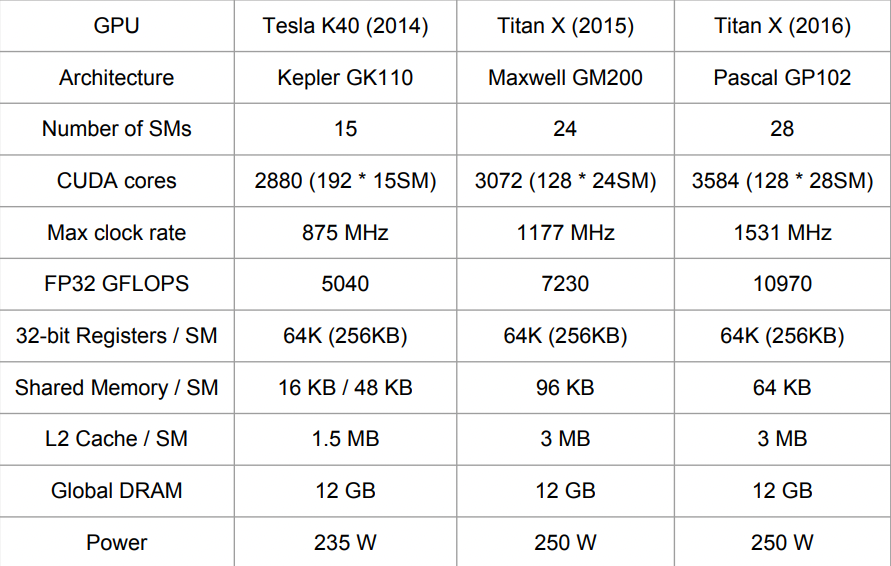 GPU Tesla K40 (2014) Titan X (2015) Titan X (2016)
Architecture Kepler GK110 Maxwell GM200 Pascal GP102
Number of SMs 15 24 28
CUDA cores 2880 (192 * 15SM) 3072 (128 * 24SM) 3584 (128 * 28SM)
Max clock rate 875 MHz 1177 MHz 1531 MHz
FP32 GFLOPS 5040 7230 10970
32-bit Registers / SM 64K (256KB) 64K (256KB) 64K (256KB)
Shared Memory / SM 16 KB / 48 KB 96 KB 64 KB
L2 Cache / SM 1.5 MB 3 MB 3 MB
Global DRAM 12 GB 12 GB 12 GB
Power 235 W 250 W 250 W